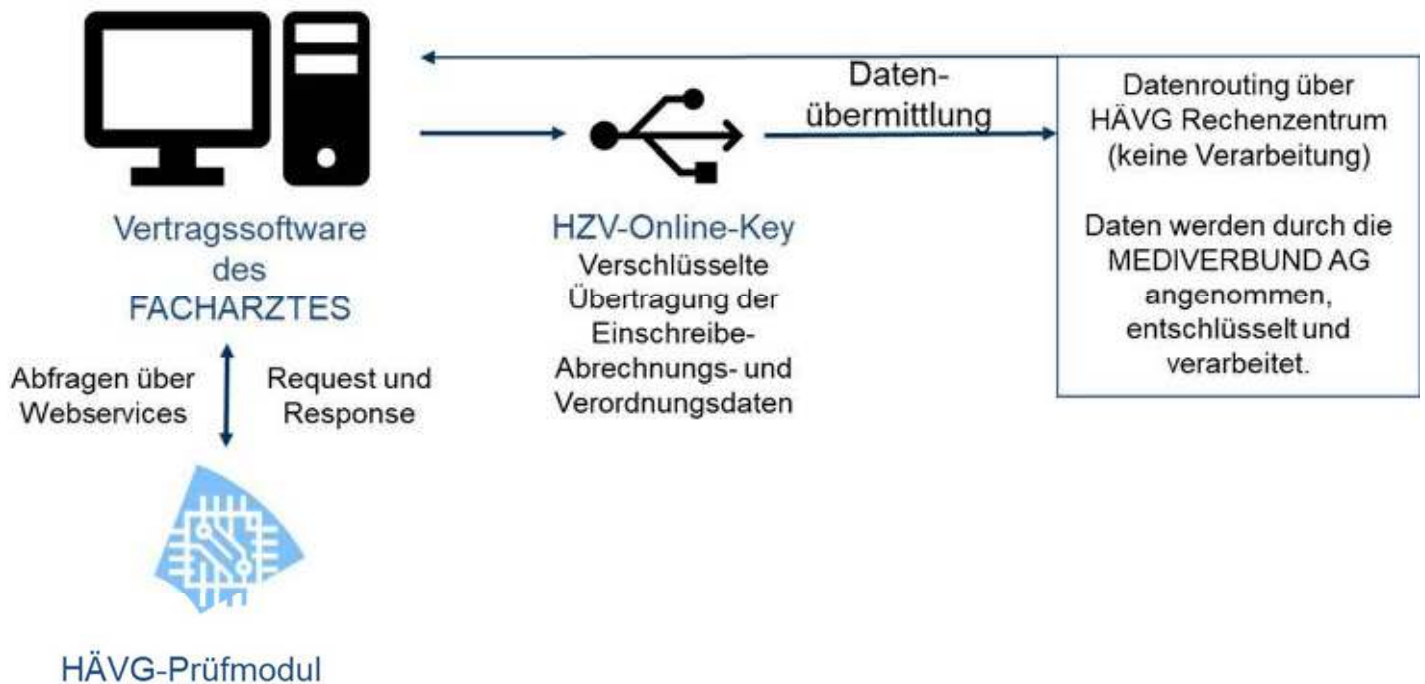 Vertragssoftware
des
FACHARZTES
Abfragen über
Webservices
Request und
Response
HÄVG-Prüfmodul
HZV-Online-Key
Verschlüsselte
Übertragung der
Einschreibe-
Abrechnungs- und
Verordnungsdaten
Daten-
übermittlung
Datenrouting über
HÄVG Rechenzentrum
(keine Verarbeitung)
Daten werden durch die
MEDIVERBUND AG
angenommen,
entschlüsselt und
verarbeitet.